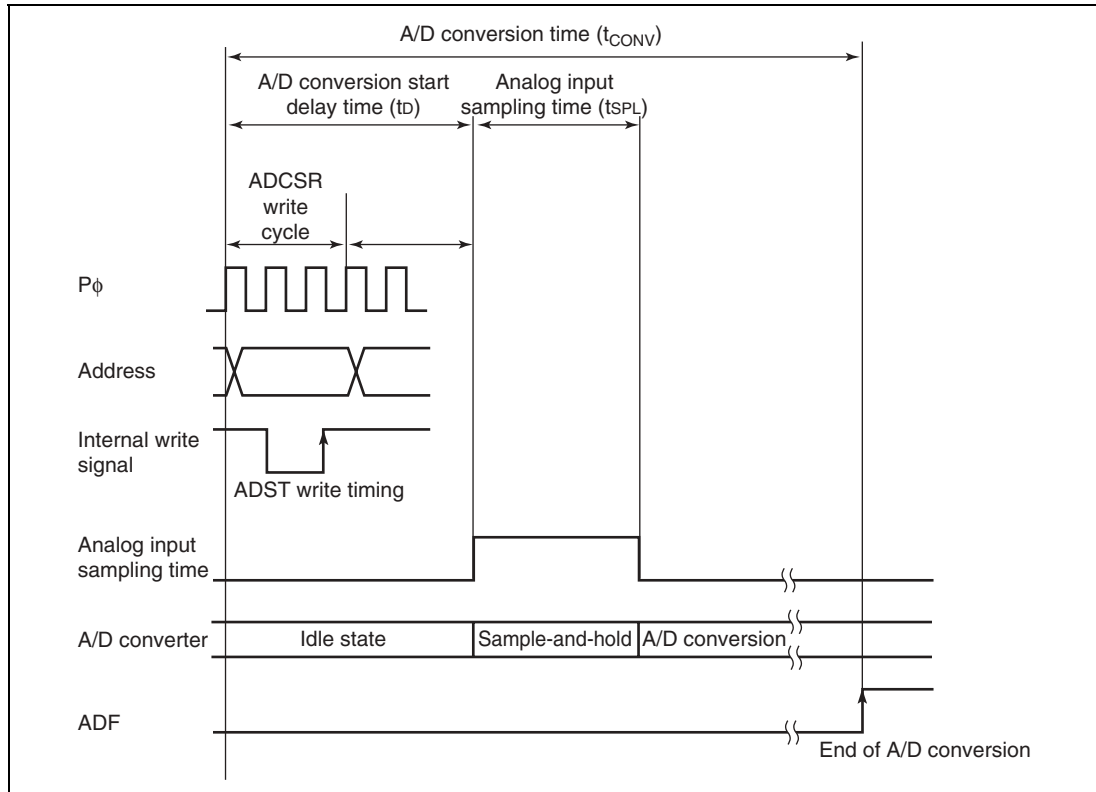 A/D conversion time (tCONV)
A/D conversion start
delay time (tD)
Analog input
sampling time (tSPL)
ADCSR
write
cycle
Pϕ
Address
Internal write
signal
ADST write timing
Analog input
sampling time
A/D converter
Idle state
Sample-and-hold
A/D conversion
ADF
End of A/D conversion